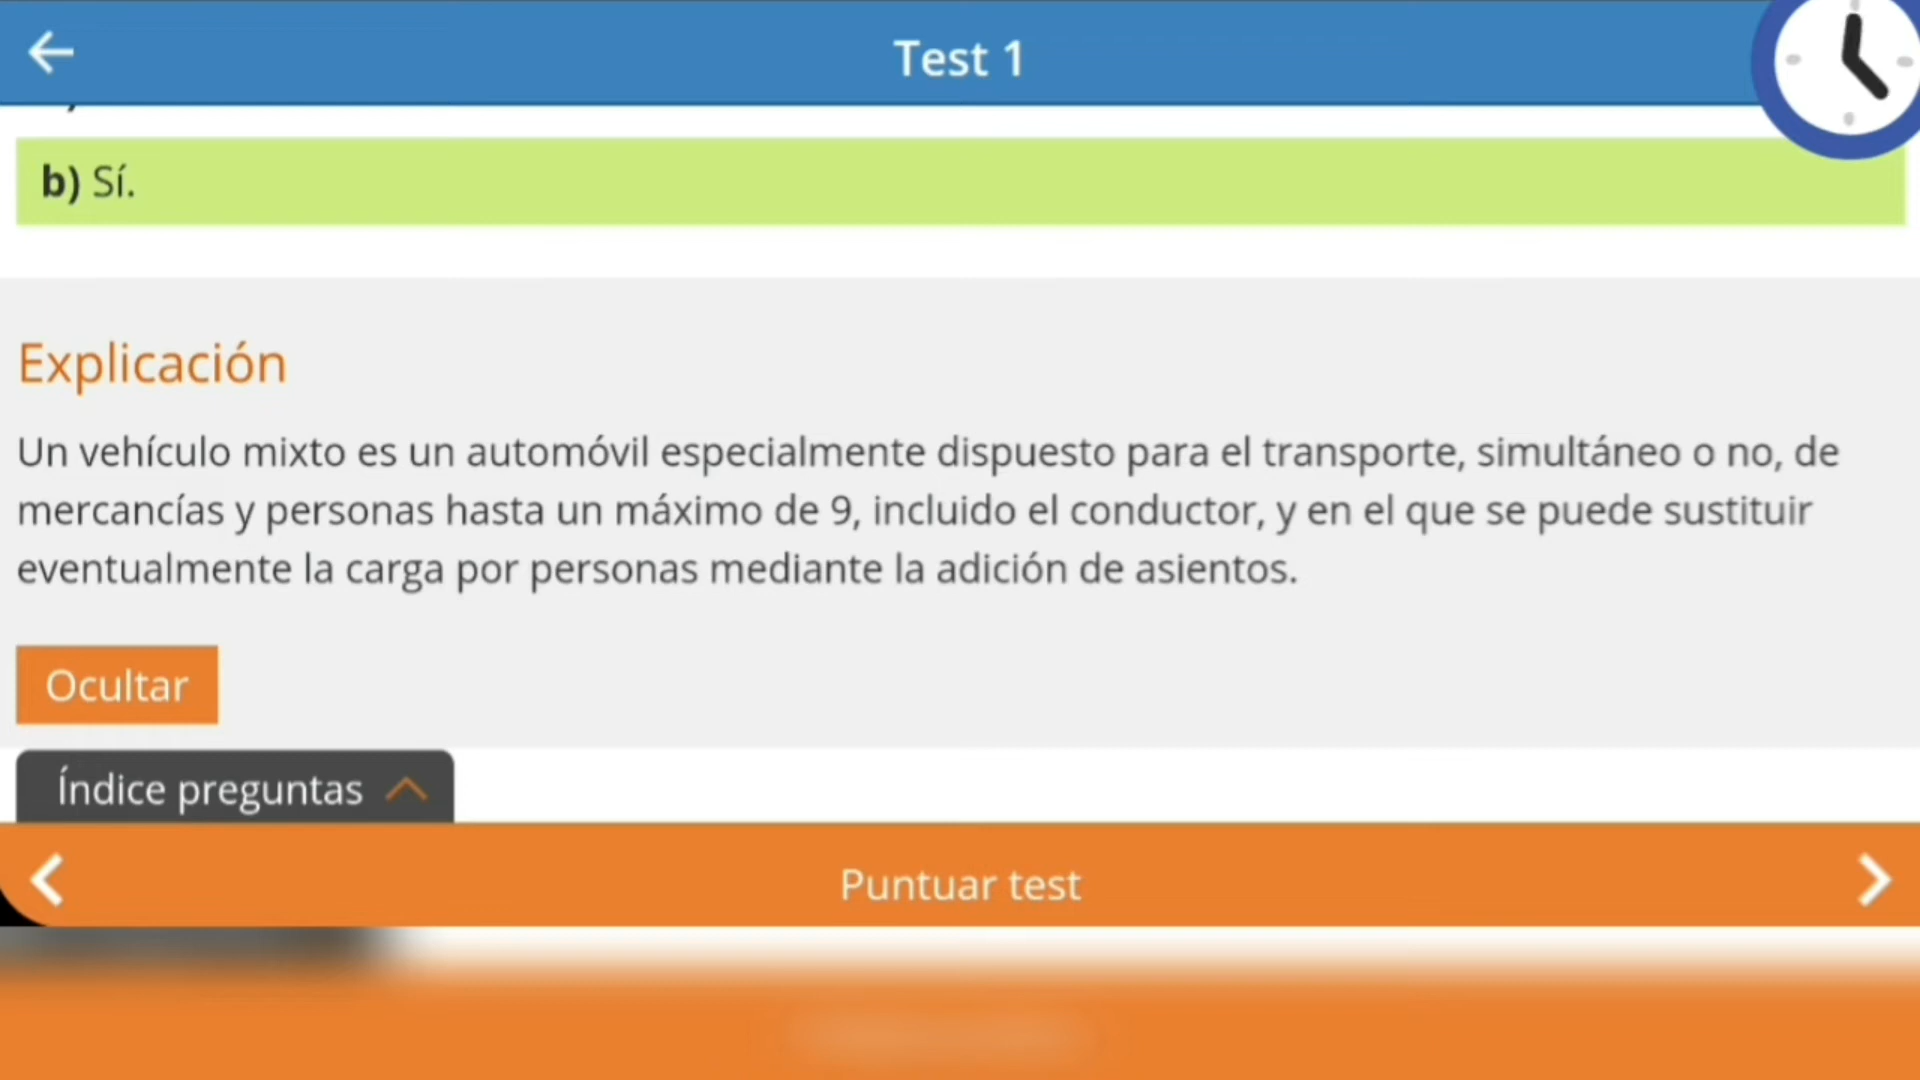 Test 1
b) Sí.
Explicación
Un vehículo mixto es un automóvil especialmente dispuesto para el transporte, simultáneo o no, de
mercancías y personas hasta un máximo de 9, incluido el conductor, y en el que se puede sustituir
eventualmente la carga por personas mediante la adición de asientos.
Ocultar
Índice preguntas
Puntuar test